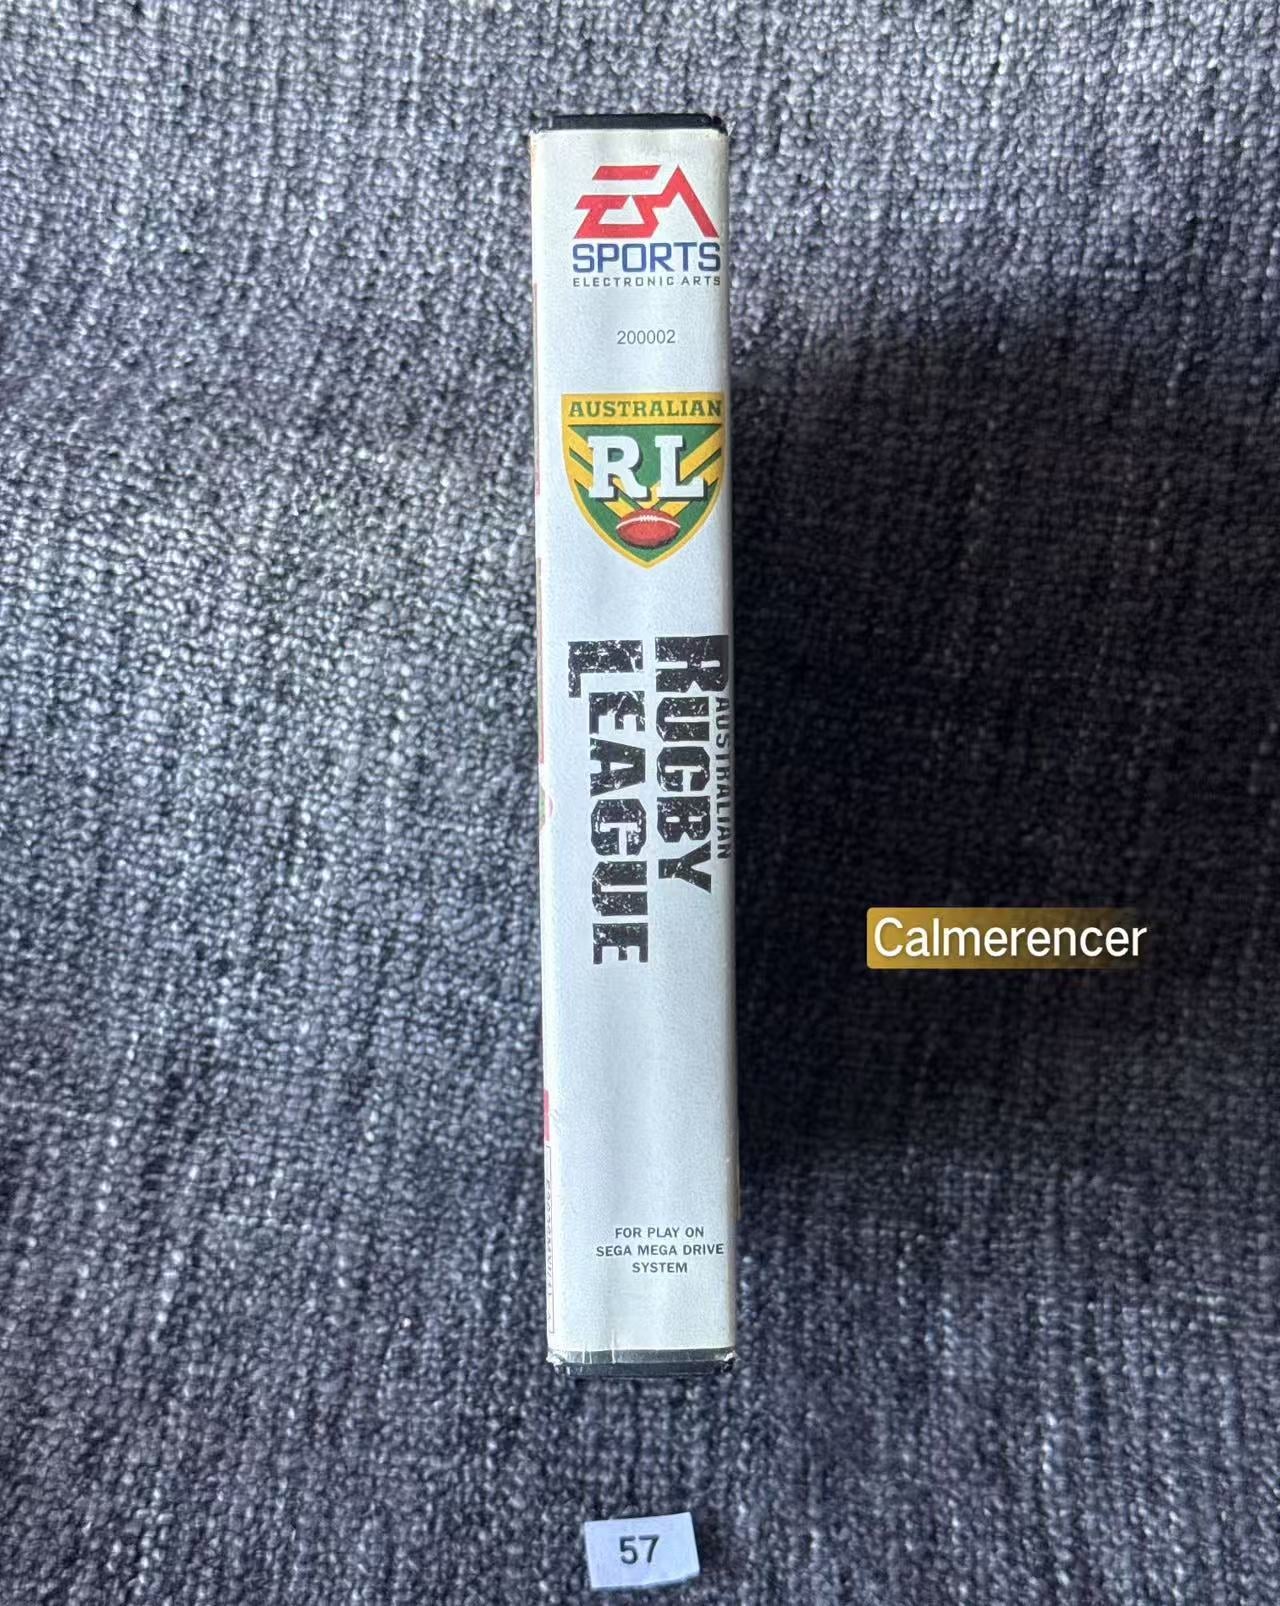 EA
SPORTS
ELECTRONIC ARTS
200002
AUSTRALIAN
RL
AUSTRALIAN
RUGBY
LEAGUE
Calmerencer
FOR PLAY ON
SEGA MEGA DRIVE
SYSTEM
57